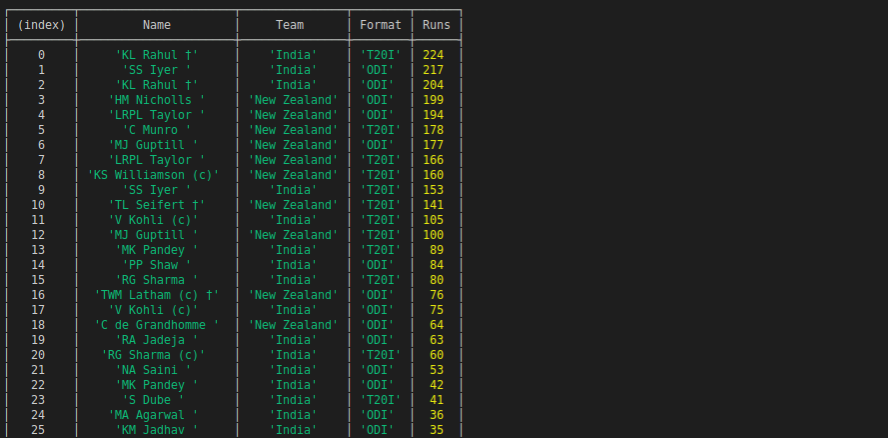 (index) Name Team Format Runs
0 'KL Rahul †' 'India' 'T20I' 224
1 'SS Iyer ' 'India' 'ODI' 217
2 'KL Rahul †' 'India' 'ODI' 204
3 'HM Nicholls ' 'New Zealand' 'ODI' 199
4 'LRPL Taylor ' 'New Zealand' 'ODI' 194
5 'C Munro ' 'New Zealand' 'T20I' 178
6 'MJ Guptill ' 'New Zealand' 'ODI' 177
7 'LRPL Taylor ' 'New Zealand' 'T20I' 166
8 'KS Williamson (c)' 'New Zealand' 'T20I' 160
9 'SS Iyer ' 'India' 'T20I' 153
10 'TL Seifert †' 'New Zealand' 'T20I' 141
11 'V Kohli (c)' 'India' 'T20I' 105
12 'MJ Guptill ' 'New Zealand' 'T20I' 100
13 'MK Pandey ' 'India' 'T20I' 89
14 'PP Shaw ' 'India' 'ODI' 84
15 'RG Sharma ' 'India' 'T20I' 80
16 'TWM Latham (c) †' 'New Zealand' 'ODI' 76
17 'V Kohli (c)' 'India' 'ODI' 75
18 'C de Grandhomme ' 'New Zealand' 'ODI' 64
19 'RA Jadeja ' 'India' 'ODI' 63
20 'RG Sharma (c)' 'India' 'T20I' 60
21 'NA Saini ' 'India' 'ODI' 53
22 'MK Pandey ' 'India' 'ODI' 42
23 'S Dube ' 'India' 'T20I' 41
24 'MA Agarwal ' 'India' 'ODI' 36
25 'KM Jadhav ' 'India' 'ODI' 35